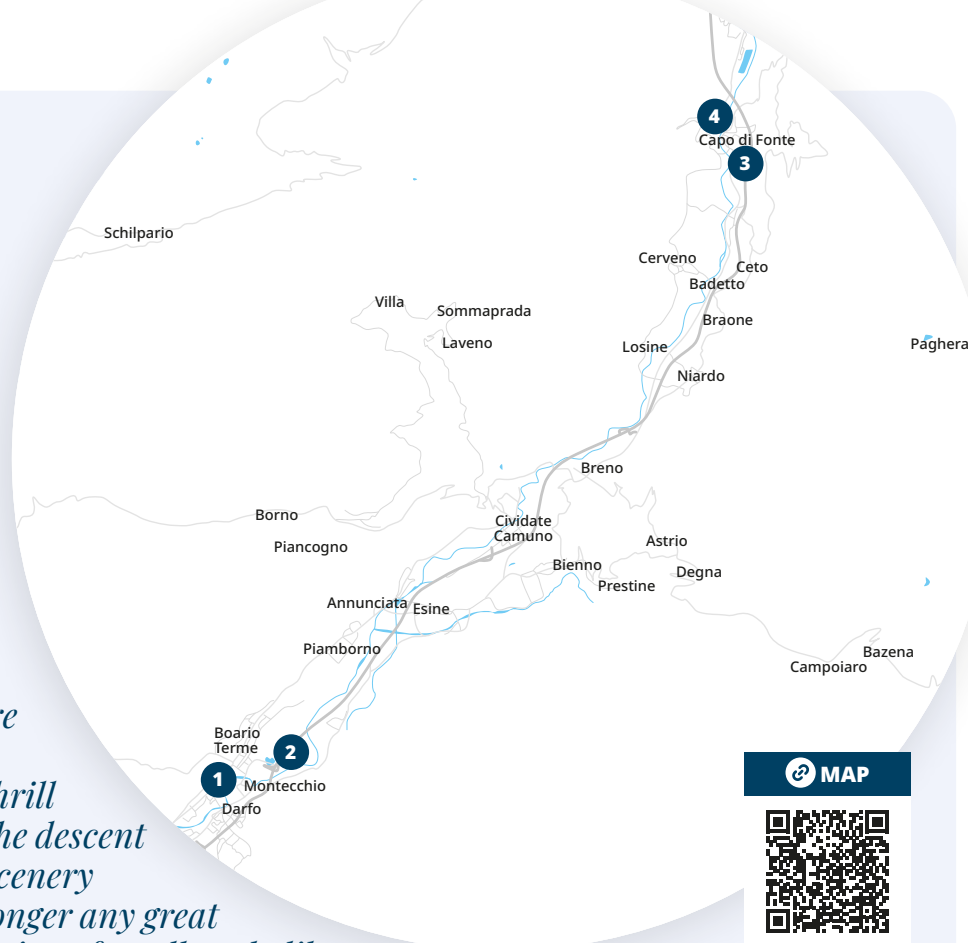 4
Capo di Fonte
3
Schilpario
Cerveno
Ceto
Badetto
Villa
Sommaprada
Braone
Laveno
Losine
Paghera
Niardo
Breno
Borno
Cividate
Camuno
Piancogno
Astrio
Bienno
Degna
Prestine
Annunciata
Esine
Piamborno
Bazena
Campoiaro
Boario
Terme
2
1
Montecchio
Darfo
MAP
he descent
cenery
onger any great